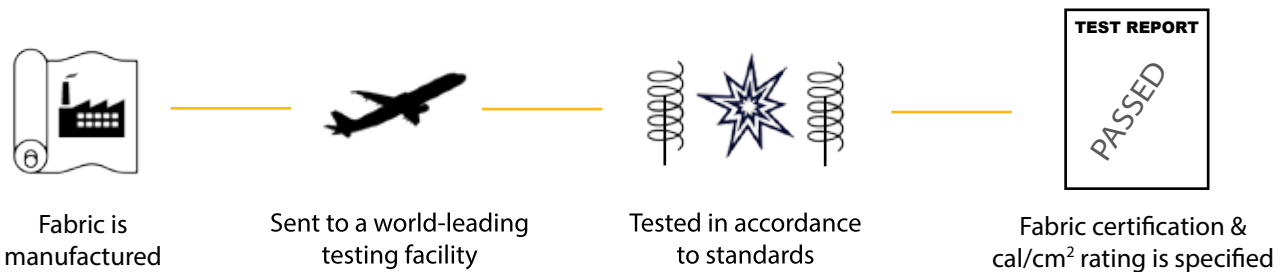 TEST REPORT
PASSED
Fabric is
manufactured
Sent to a world-leading
testing facility
Tested in accordance
to standards
Fabric certification &
cal/cm² rating is specified